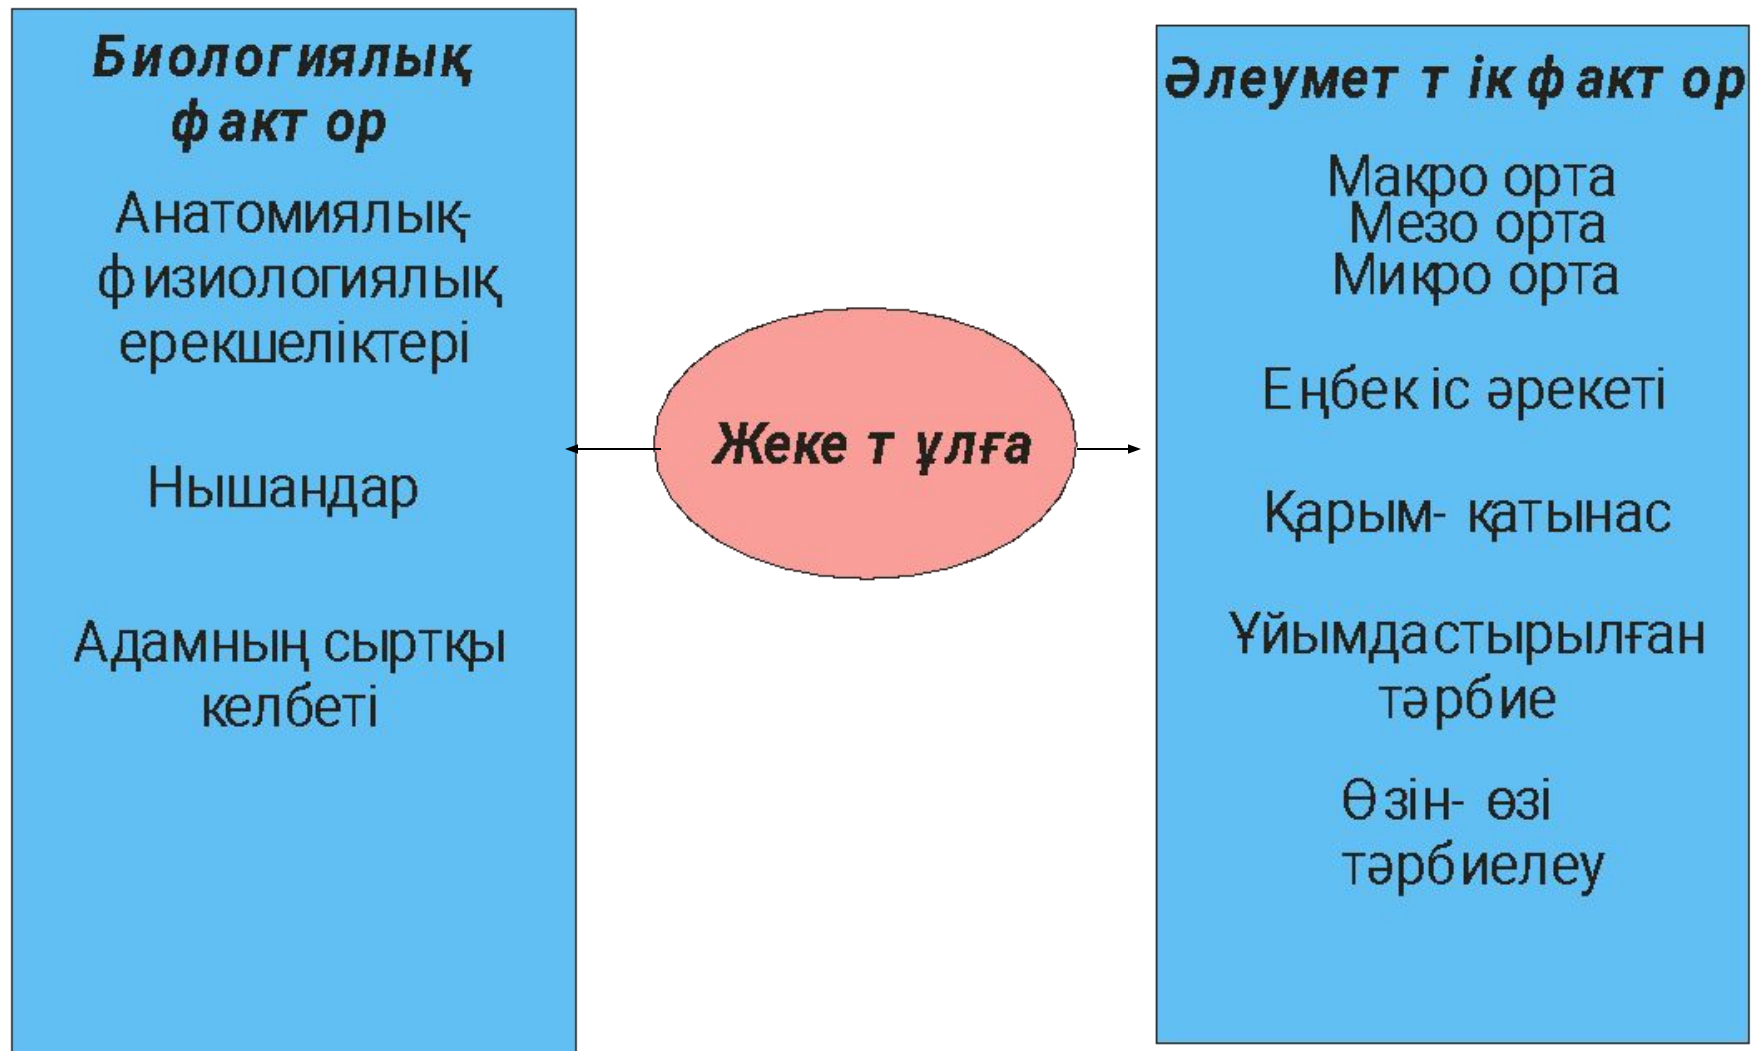 Биологиялық
фактор
Анатомиялық-
физиологиялық
ерекшеліктері
Нышандар
Адамның сыртқы
келбеті
Жеке тұлға
Әлеуметтік фактор
Макро орта
Мезо орта
Микро орта
Еңбек іс әрекеті
Қарым- қатынас
Ұйымдастырылған
тәрбие
Өзін- өзі
тәрбиелеу